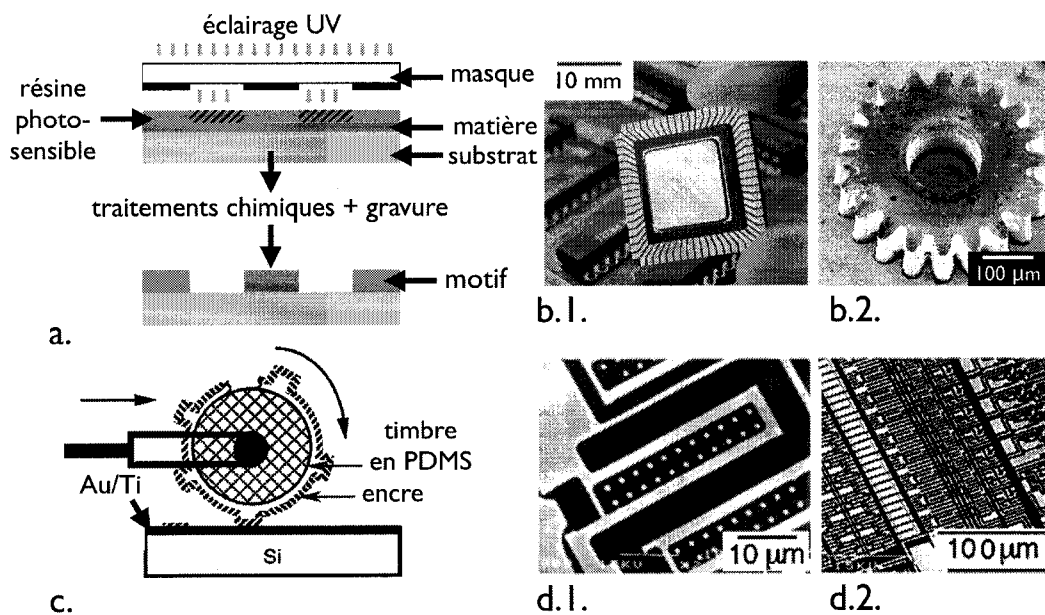 éclairage UV
masque
résine
photo-
sensible
matière
substrat
traitements chimiques + gravure
motif
a.
10 mm
b.1.
100 µm
b.2.
timbre
en PDMS
encre
Au/Ti
Si
c.
10 µm
d.1.
100µm
d.2.